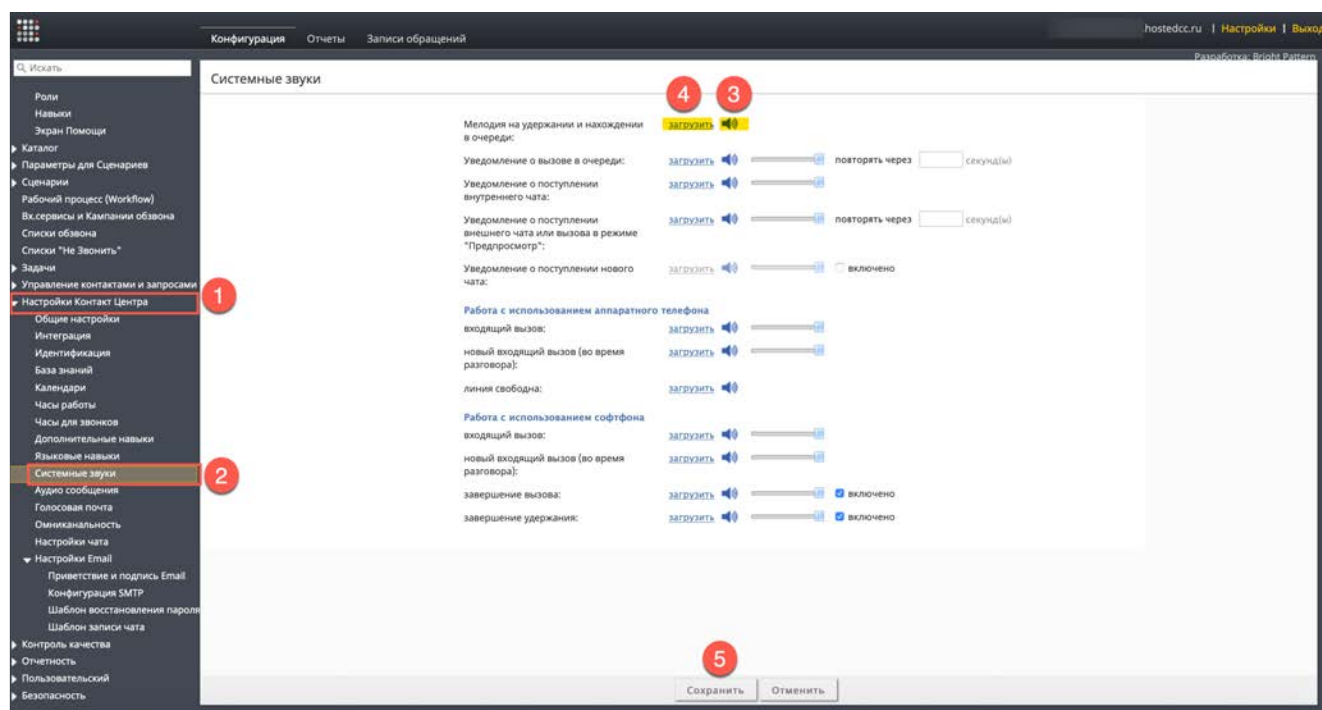 Конфигурация Отчеты Записи обращений
hostedcc.ru | Настройки | Выход
Разработка: Bright Pattern
Искать
Системные звуки
Роли
Навыки
Экран Помощи
Каталог
Параметры для Сценариев
Сценарии
Рабочий процесс (Workflow)
Вх.сервисы и Кампании обзвона
Списки обзвона
Списки "Не Звонить"
Задачи
Управление контактами и запросами
Настройки Контакт Центра
1
Общие настройки
Интеграция
Идентификация
База знаний
Календари
Часы работы
Часы для звонков
Дополнительные навыки
Языковые навыки
Системные звуки
2
Аудио сообщения
Голосовая почта
Омниканальность
Настройки чата
Настройки Email
Приветствие и подпись Email
Конфигурация SMTP
Шаблон восстановления пароля
Шаблон записи чата
Контроль качества
Отчетность
Пользовательский
Безопасность
4 3
Мелодия на удержании и нахождении загрузить
в очереди:
Уведомление о вызове в очереди: загрузить повторять через секунд(ы)
Уведомление о поступлении загрузить
внутреннего чата:
Уведомление о поступлении загрузить повторять через секунд(ы)
внешнего чата или вызова в режиме
"Предпросмотр":
Уведомление о поступлении нового загрузить включено
чата:
Работа с использованием аппаратного телефона
входящий вызов: загрузить
новый входящий вызов (во время загрузить
разговора):
линия свободна: загрузить
Работа с использованием софтфона
входящий вызов: загрузить
новый входящий вызов (во время загрузить
разговора):
завершение вызова: загрузить включено
завершение удержания: загрузить включено
5
Сохранить Отменить